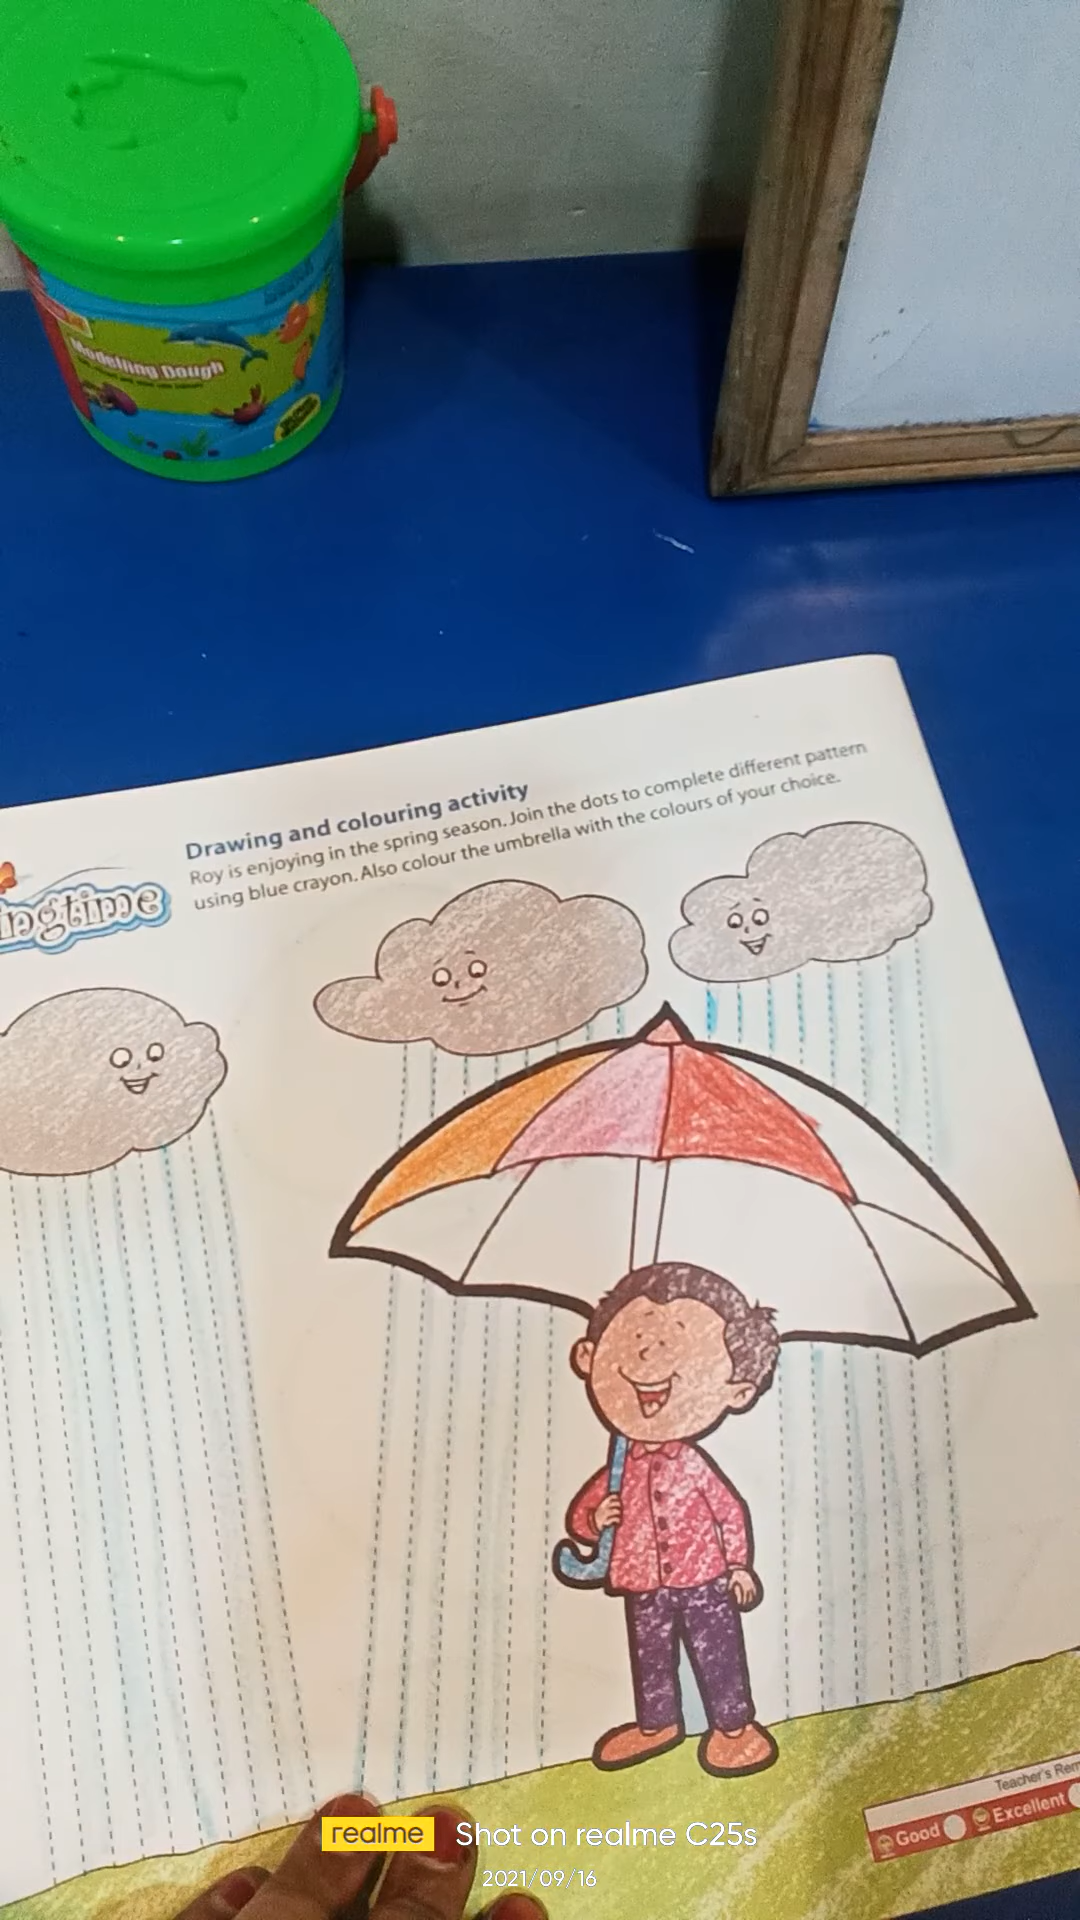 Modelling Dough
Drawing and colouring activity
Roy is enjoying in the spring season. Join the dots to complete different pattern
using blue crayon. Also colour the umbrella with the colours of your choice.
ingtime
Teacher's Rem
Good Excellent
realme Shot on realme C25s
2021/09/16